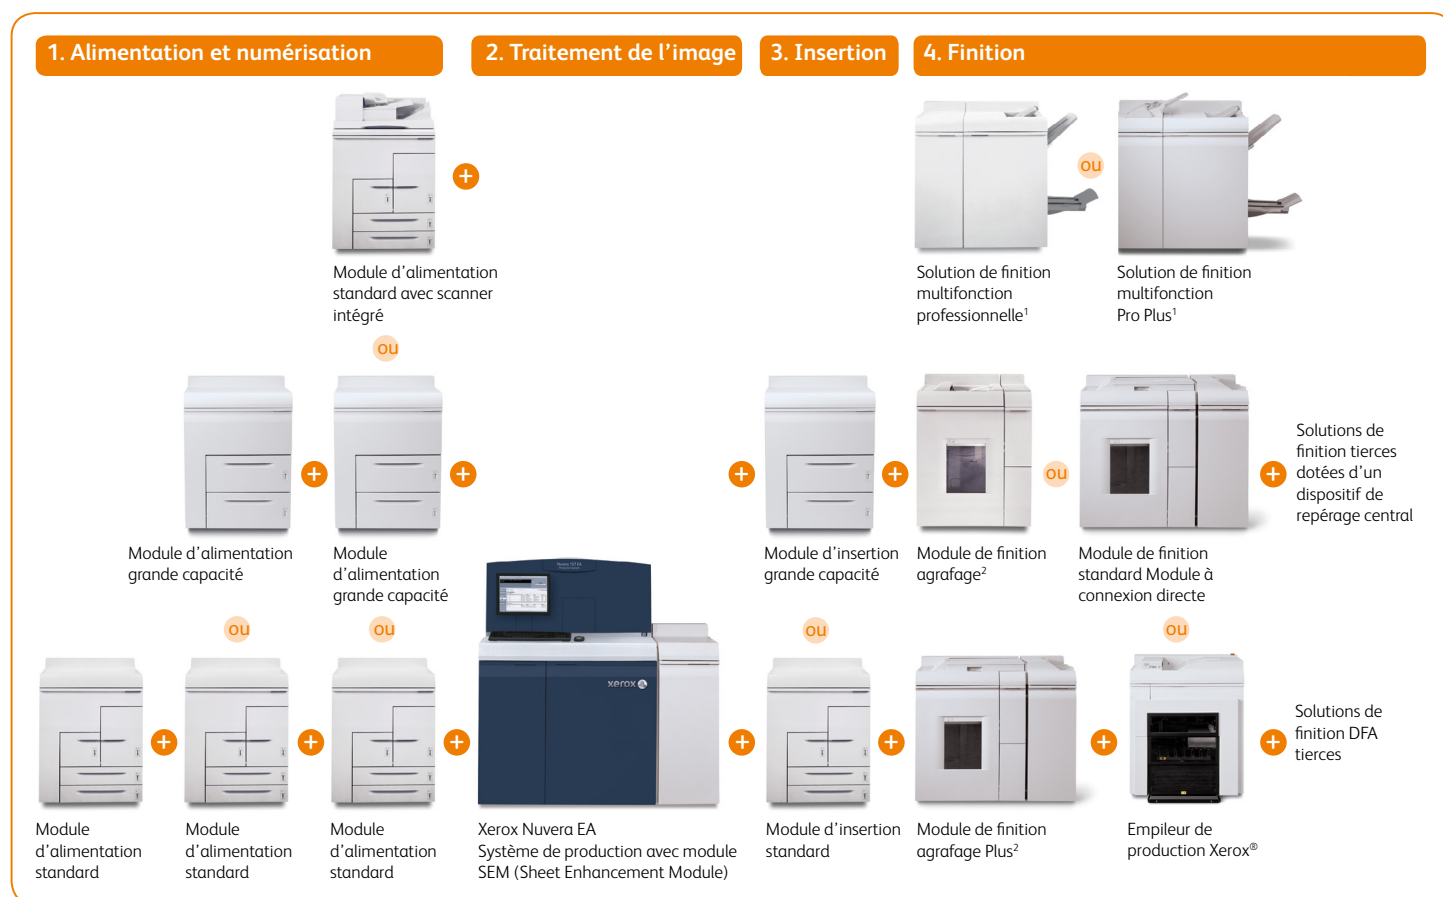 1. Alimentation et numérisation
2. Traitement de l'image
3. Insertion
4. Finition
+
ou
Module d'alimentation
standard avec scanner
intégré
Solution de finition
multifonction
professionnelle¹
Solution de finition
multifonction
Pro Plus¹
ou
+
+
+
+
ou
+
Solutions de
finition tierces
dotées d'un
dispositif de
repérage central
Module d'alimentation
grande capacité
Module
d'alimentation
grande capacité
Module d'insertion
grande capacité
Module de finition
agrafage²
Module de finition
standard Module à
connexion directe
ou
ou
ou
ou
xerox
+
+
+
+
+
+
+
Solutions de
finition DFA
tierces
Module
d'alimentation
standard
Module
d'alimentation
standard
Module
d'alimentation
standard
Xerox Nuvera EA
Système de production avec module
SEM (Sheet Enhancement Module)
Module d'insertion
standard
Module de finition
agrafage Plus²
Empileur de
production Xerox®